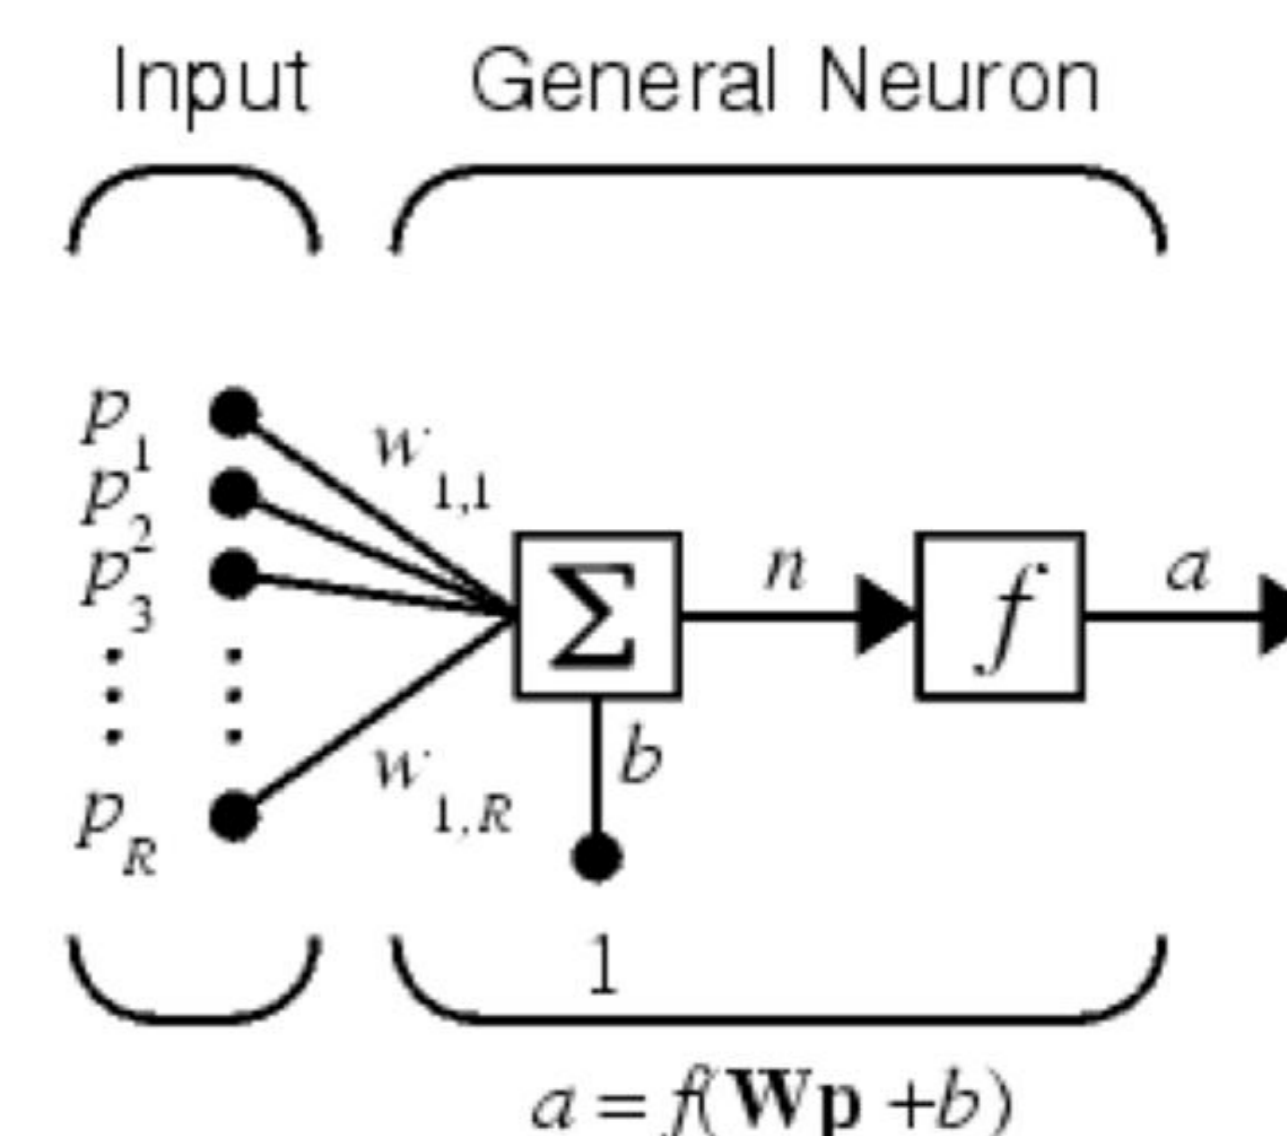 Input General Neuron
p1
w1,1
p2
p3
Σ n f a
b
w1,R
pR
1
a = f(Wp +b)